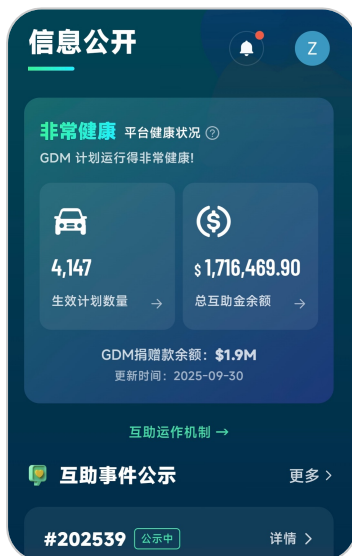 信息公开
Z
非常健康 平台健康状况 ?
GDM 计划运行得非常健康!
4,147
生效计划数量 →
$ 1,716,469.90
总互助金余额 →
GDM捐赠款余额: $1.9M
更新时间: 2025-09-30
互助运作机制 →
互助事件公示
更多 >
#202539 公示中 详情 >